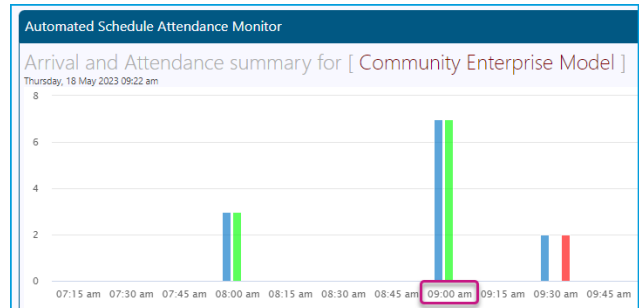 Automated Schedule Attendance Monitor
Arrival and Attendance summary for [ Community Enterprise Model ]
Thursday, 18 May 2023 09:22 am
8
6
4
2
0
07:15 am 07:30 am 07:45 am 08:00 am 08:15 am 08:30 am 08:45 am 09:00 am 09:15 am 09:30 am 09:45 am